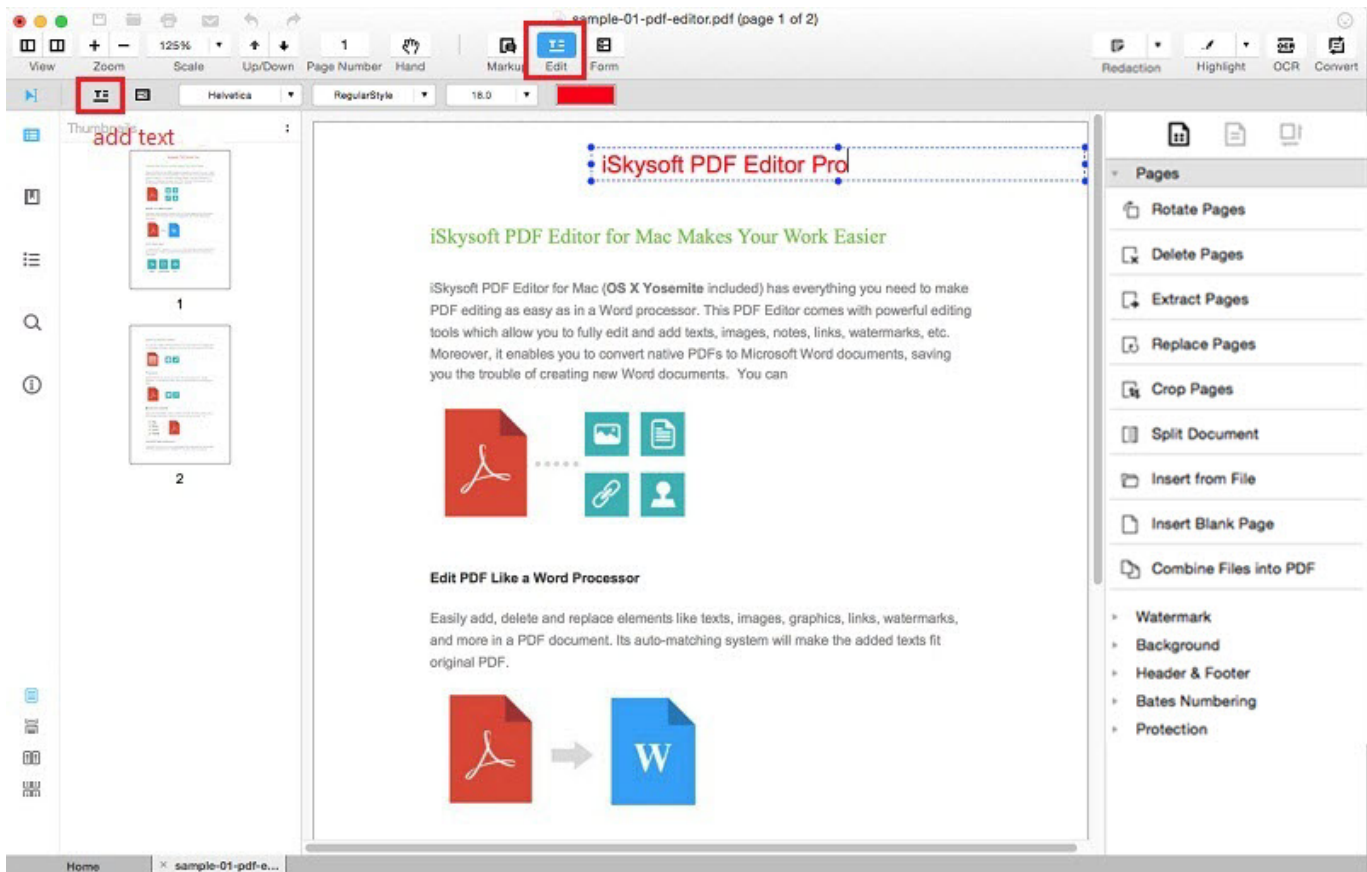 sample-01-pdf-editor.pdf (page 1 of 2)
125%
1
View Zoom Scale Up/Down Page Number Hand Markup Edit Form Redaction Highlight OCR Convert
Helvetica RegularStyle 18.0
Thumbnails
add text
1
2
iSkysoft PDF Editor Pro
iSkysoft PDF Editor for Mac Makes Your Work Easier
iSkysoft PDF Editor for Mac (OS X Yosemite included) has everything you need to make
PDF editing as easy as in a Word processor. This PDF Editor comes with powerful editing
tools which allow you to fully edit and add texts, images, notes, links, watermarks, etc.
Moreover, it enables you to convert native PDFs to Microsoft Word documents, saving
you the trouble of creating new Word documents. You can
Edit PDF Like a Word Processor
Easily add, delete and replace elements like texts, images, graphics, links, watermarks,
and more in a PDF document. Its auto-matching system will make the added texts fit
original PDF.
W
Pages
Rotate Pages
Delete Pages
Extract Pages
Replace Pages
Crop Pages
Split Document
Insert from File
Insert Blank Page
Combine Files into PDF
Watermark
Background
Header & Footer
Bates Numbering
Protection
Home × sample-01-pdf-e...